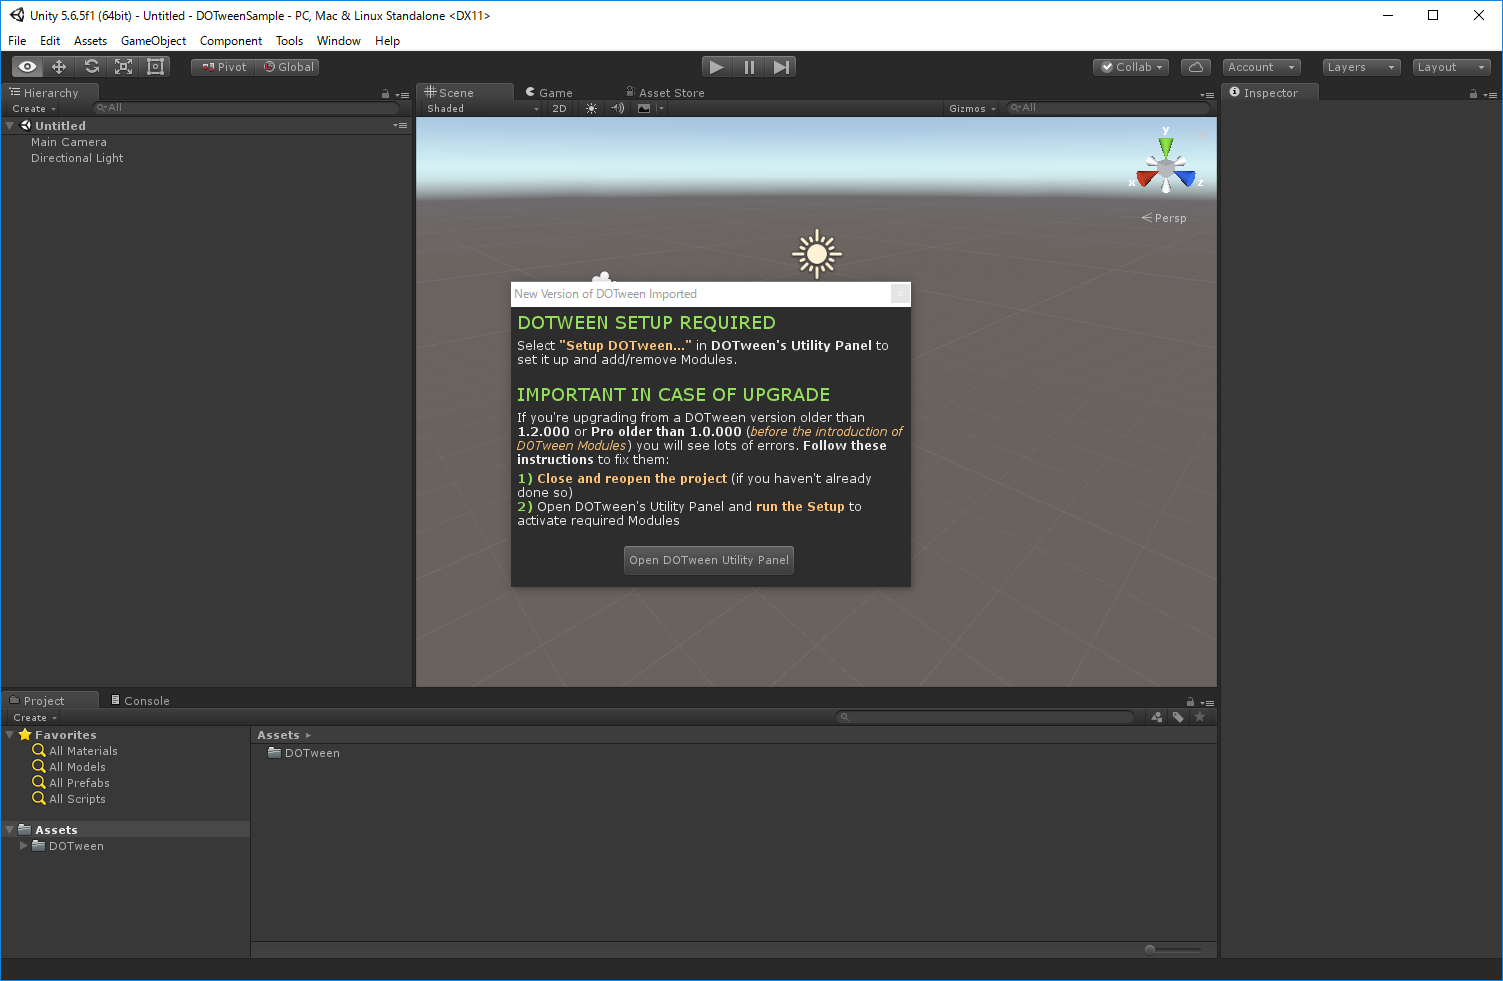 Unity 5.6.5f1 (64bit) - Untitled - DOTweenSample - PC, Mac & Linux Standalone <DX11>
File Edit Assets GameObject Component Tools Window Help
Pivot Global Collab Account Layers Layout
Hierarchy
Create All
Untitled
Main Camera
Directional Light
Scene Game Asset Store
Shaded 2D Gizmos All
y
x z
Persp
Inspector
New Version of DOTween Imported
DOTWEEN SETUP REQUIRED
Select "Setup DOTween..." in DOTween's Utility Panel to
set it up and add/remove Modules.
IMPORTANT IN CASE OF UPGRADE
If you're upgrading from a DOTween version older than
1.2.000 or Pro older than 1.0.000 (before the introduction of
DOTween Modules) you will see lots of errors. Follow these
instructions to fix them:
1) Close and reopen the project (if you haven't already
done so)
2) Open DOTween's Utility Panel and run the Setup to
activate required Modules
Open DOTween Utility Panel
Project Console
Create
Favorites
All Materials
All Models
All Prefabs
All Scripts
Assets
DOTween
Assets
DOTween